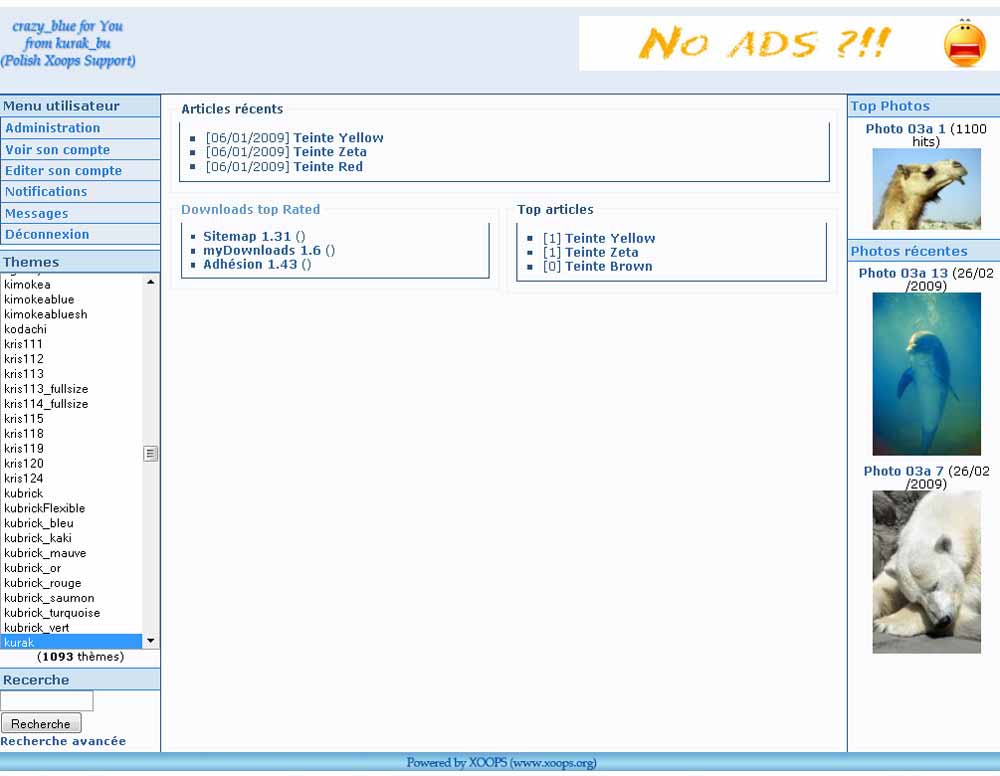 crazy_blue for You
from kurak_bu
(Polish Xoops Support)
No ADS ?!!
Menu utilisateur
Administration
Voir son compte
Editer son compte
Notifications
Messages
Déconnexion
Themes
kimokea
kimokeablue
kimokeabluesh
kodachi
kris111
kris112
kris113
kris113_fullsize
kris114_fullsize
kris115
kris118
kris119
kris120
kris124
kubrick
kubrickFlexible
kubrick_bleu
kubrick_kaki
kubrick_mauve
kubrick_or
kubrick_rouge
kubrick_saumon
kubrick_turquoise
kubrick_vert
kurak
(1093 thèmes)
Recerche
Recherche
Recherche avancée
Articles récents
[06/01/2009] Teinte Yellow
[06/01/2009] Teinte Zeta
[06/01/2009] Teinte Red
Downloads top Rated
Sitemap 1.31 ()
myDownloads 1.6 ()
Adhésion 1.43 ()
Top articles
[1] Teinte Yellow
[1] Teinte Zeta
[0] Teinte Brown
Top Photos
Photo 03a 1 (1100
hits)
Photos récentes
Photo 03a 13 (26/02
/2009)
Photo 03a 7 (26/02
/2009)
Powered by XOOPS (www.xoops.org)